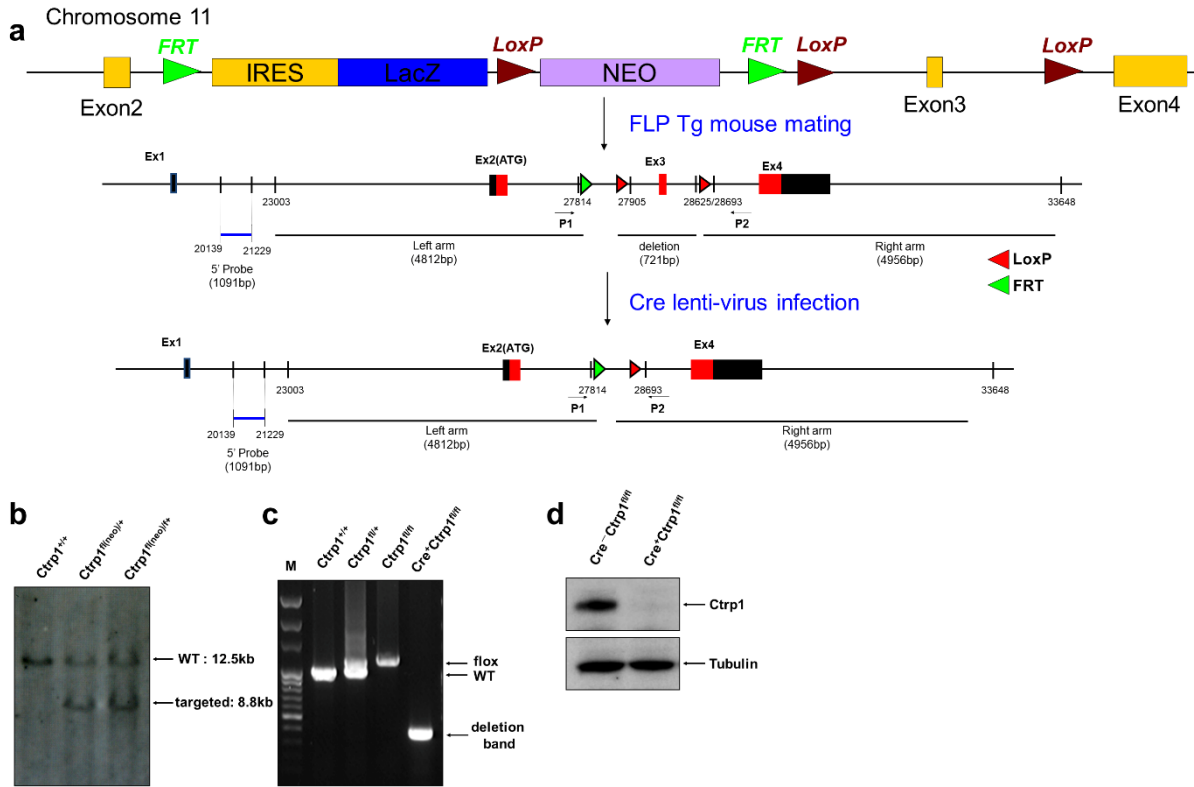 Chromosome 11
a
FRT
LoxP
FRT
LoxP
LoxP
IRES
LacZ
NEO
Exon2
Exon3
Exon4
FLP Tg mouse mating
Ex1
Ex2(ATG)
Ex3
Ex4
23003
27814
27905
28625/28693
33648
P1
P2
20139
21229
5' Probe
(1091bp)
Left arm
(4812bp)
deletion
(721bp)
Right arm
(4956bp)
LoxP
FRT
Cre lenti-virus infection
Ex1
Ex2(ATG)
Ex4
23003
27814
28693
33648
P1
P2
20139
21229
5' Probe
(1091bp)
Left arm
(4812bp)
Right arm
(4956bp)
b
Ctrp1+/+
Ctrp1fl(neo)/+
Ctrp1fl(neo)/f+
WT : 12.5kb
targeted: 8.8kb
c
M
Ctrp1+/+
Ctrp1fl/+
Ctrp1fl/fl
Cre+Ctrp1fl/fl
flox
WT
deletion
band
d
Cre−Ctrp1fl/fl
Cre+Ctrp1fl/fl
Ctrp1
Tubulin